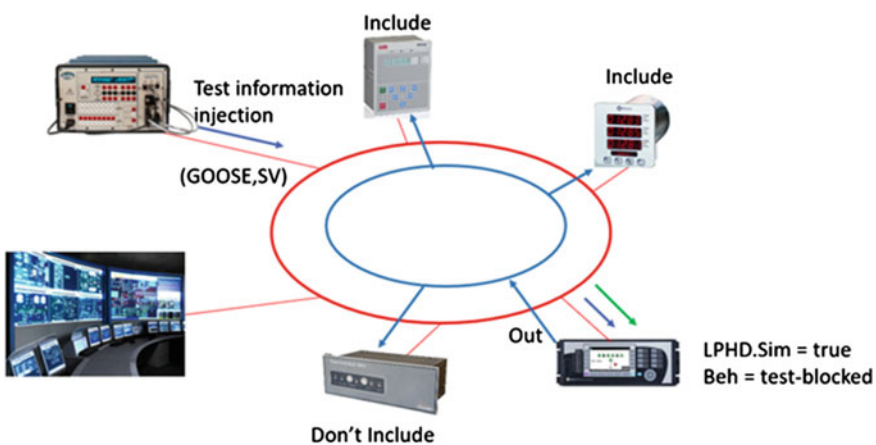 Include
Test information
injection
Include
(GOOSE,SV)
Out
LPHD.Sim = true
Beh = test-blocked
Don't Include